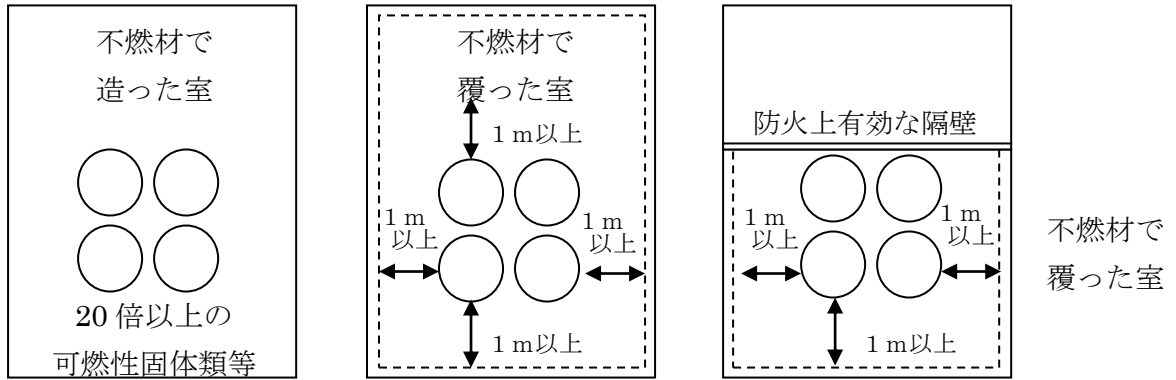 不燃材で
造った室
20 倍以上の
可燃性固体類等
不燃材で
覆った室
1 m以上
1 m
以上
1 m
以上
1 m以上
防火上有効な隔壁
1 m
以上
1 m
以上
1 m以上
不燃材で
覆った室